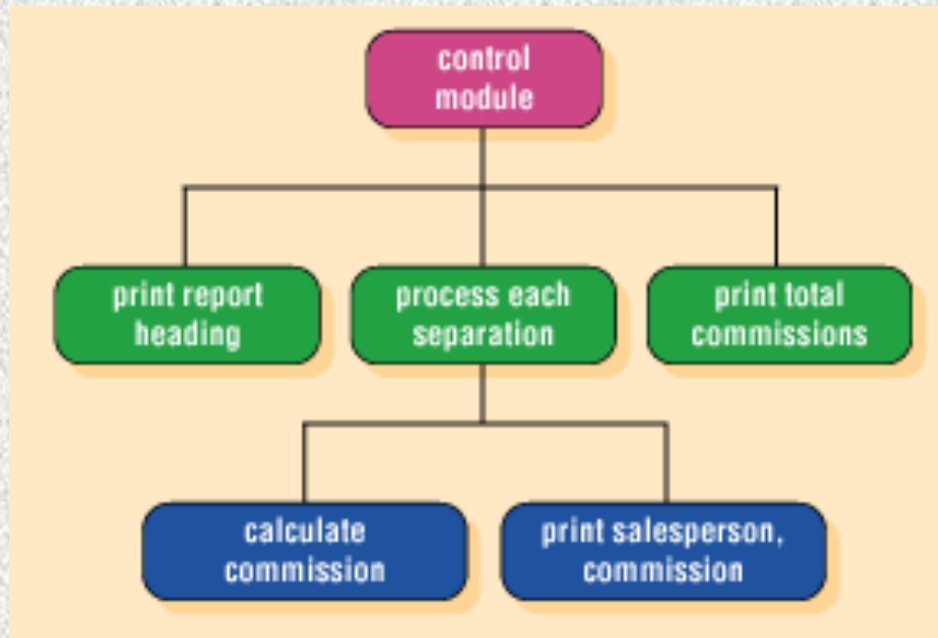 control
module
print report
heading
process each
separation
print total
commissions
calculate
commission
print salesperson,
commission